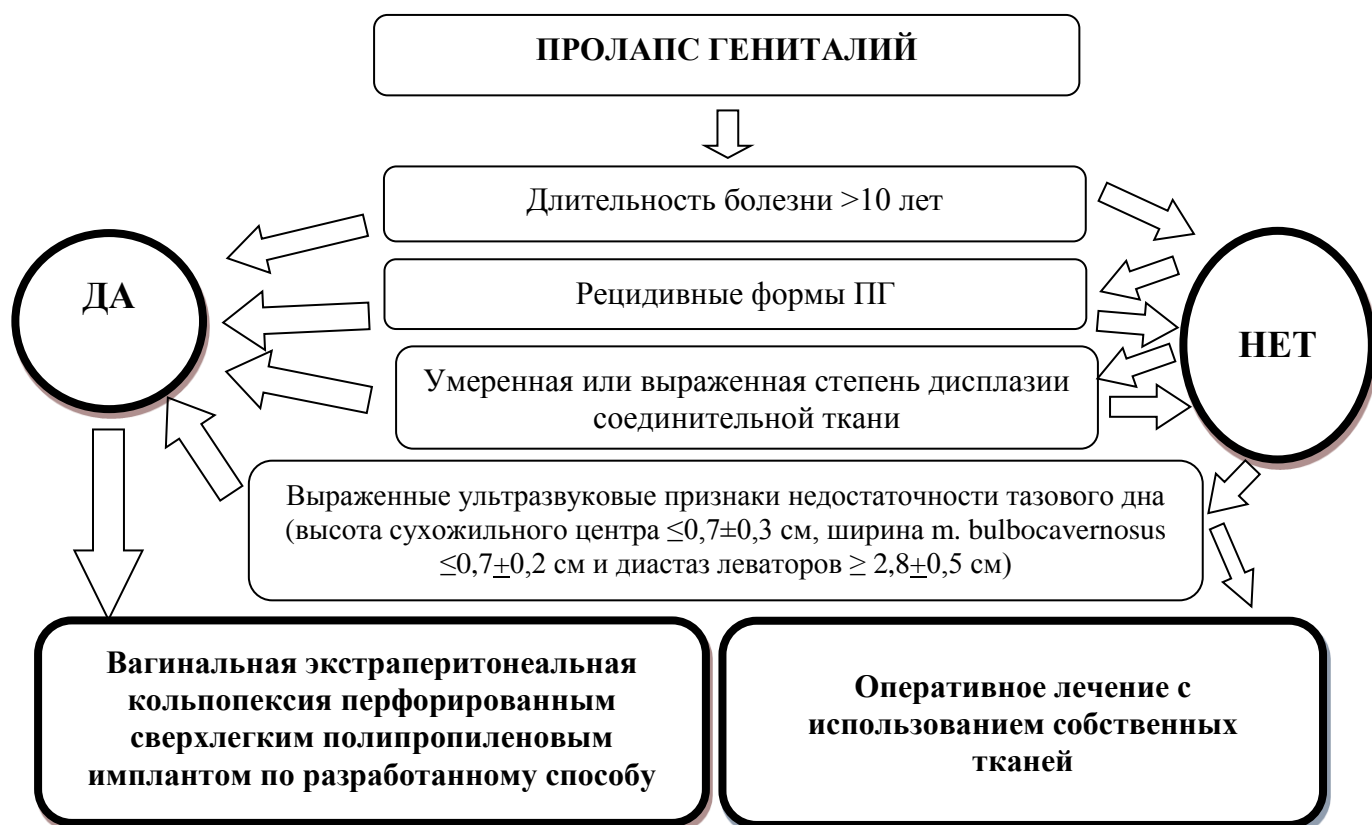 ПРОЛАПС ГЕНИТАЛИЙ
Длительность болезни >10 лет
ДА
Рецидивные формы ПГ
НЕТ
Умеренная или выраженная степень дисплазии
соединительной ткани
Выраженные ультразвуковые признаки недостаточности тазового дна
(высота сухожильного центра ≤0,7±0,3 см, ширина m. bulbocavernosus
≤0,7±0,2 см и диастаз леваторов ≥ 2,8±0,5 см)
Вагинальная экстраперитонеальная
кольпопексия перфорированным
сверхлегким полипропиленовым
имплантом по разработанному способу
Оперативное лечение с
использованием собственных
тканей